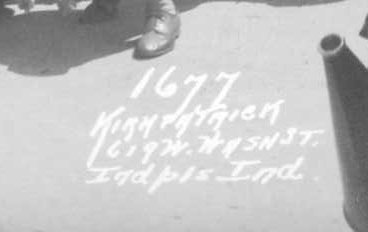 1677
KIRKPATRICK
619 W. WASH ST.
Indpls Ind.